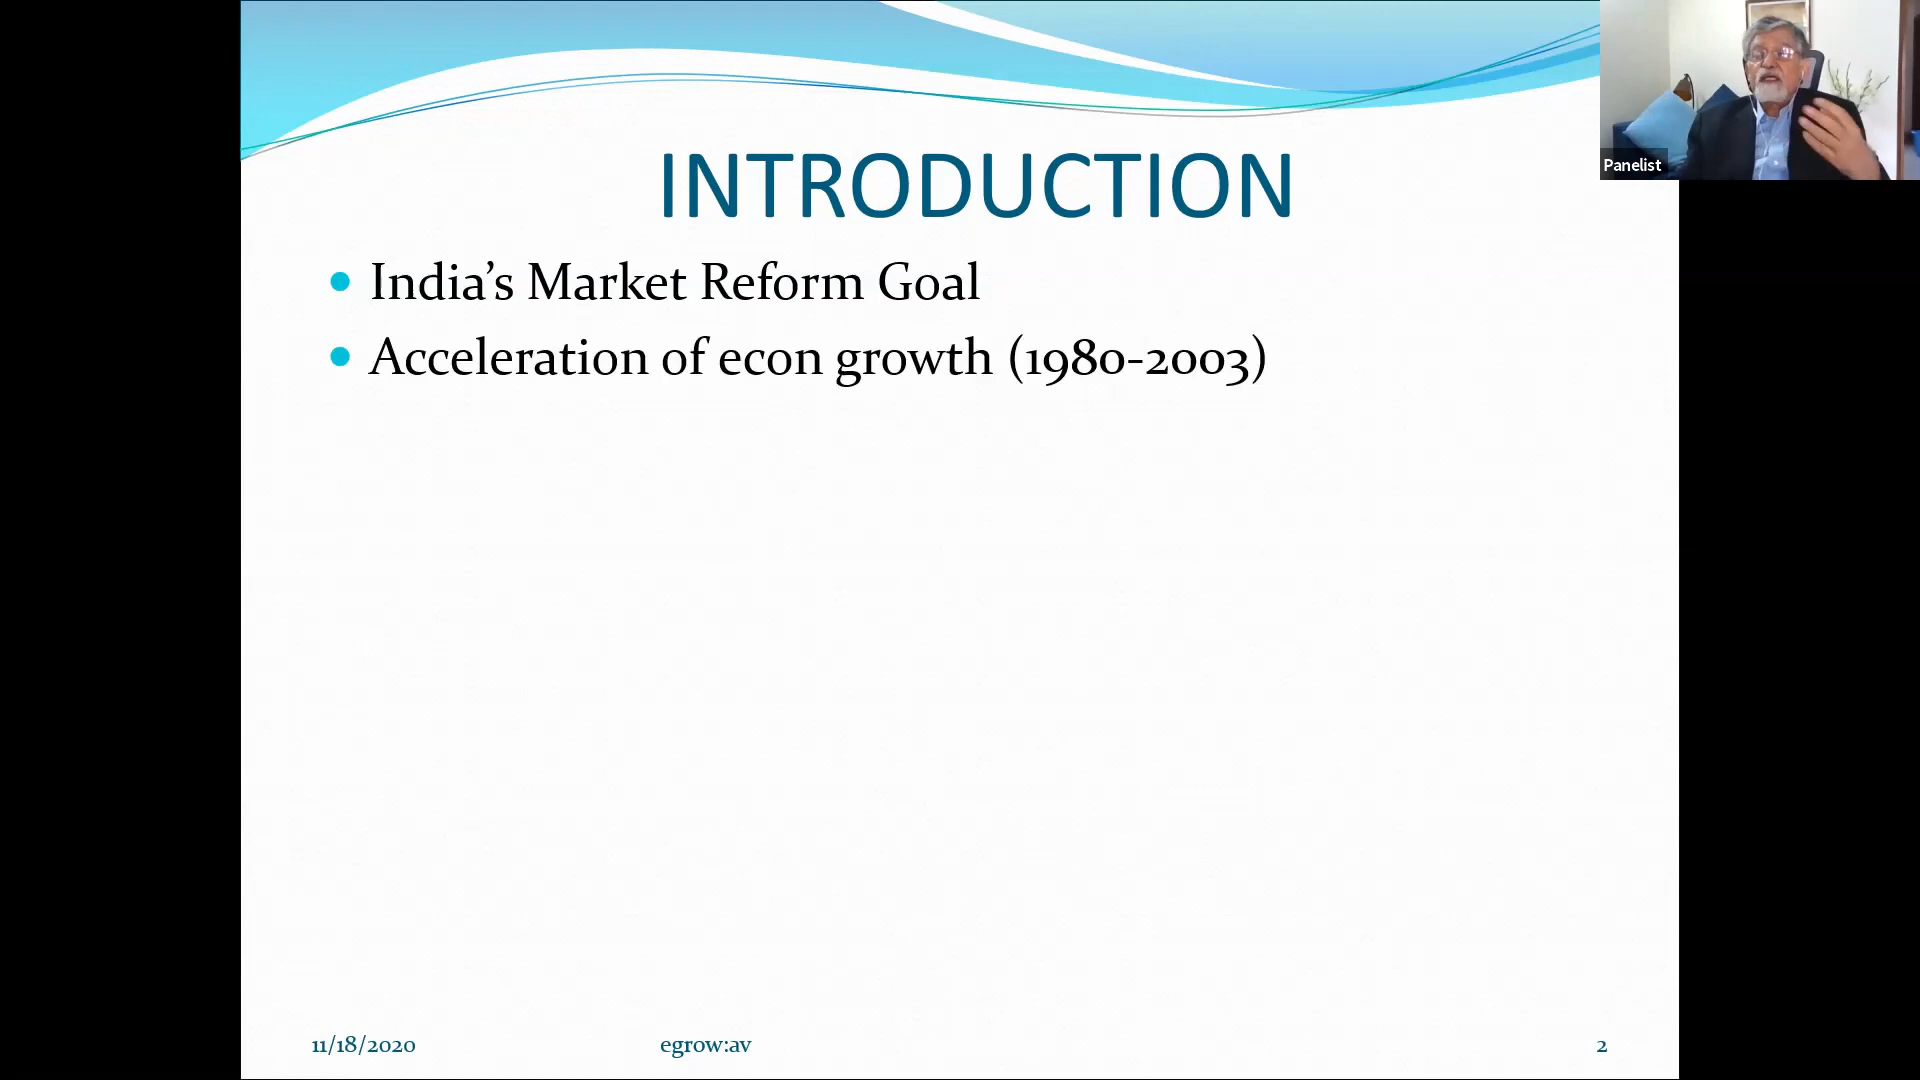 INTRODUCTION
India’s Market Reform Goal
Acceleration of econ growth (1980-2003)
11/18/2020
egrow:av
2
Panelist